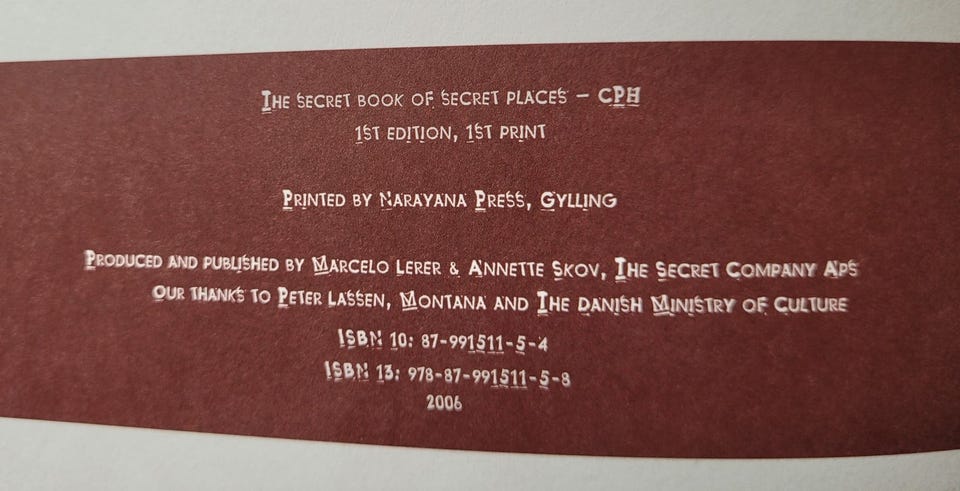 The secret book of secret places – CPH
1st edition, 1st print
Printed by Narayana Press, Gylling
Produced and published by Marcelo Lerer & Annette Skov, The Secret Company Aps
Our thanks to Peter Lassen, Montana and The Danish Ministry of Culture
ISBN 10: 87-991511-5-4
ISBN 13: 978-87-991511-5-8
2006